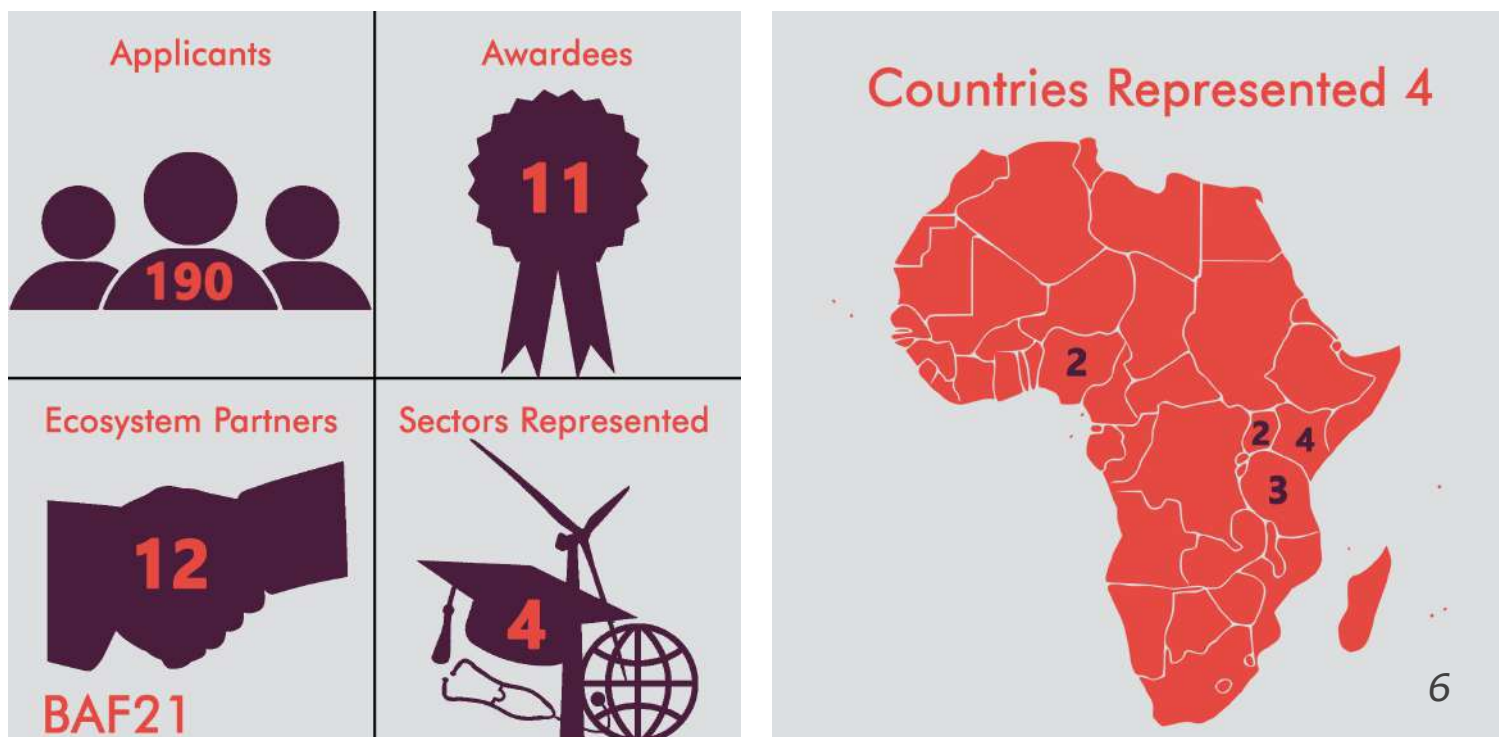 Applicants
190
Awardees
11
Ecosystem Partners
12
BAF21
Sectors Represented
4
Countries Represented 4
2
2
4
3
6